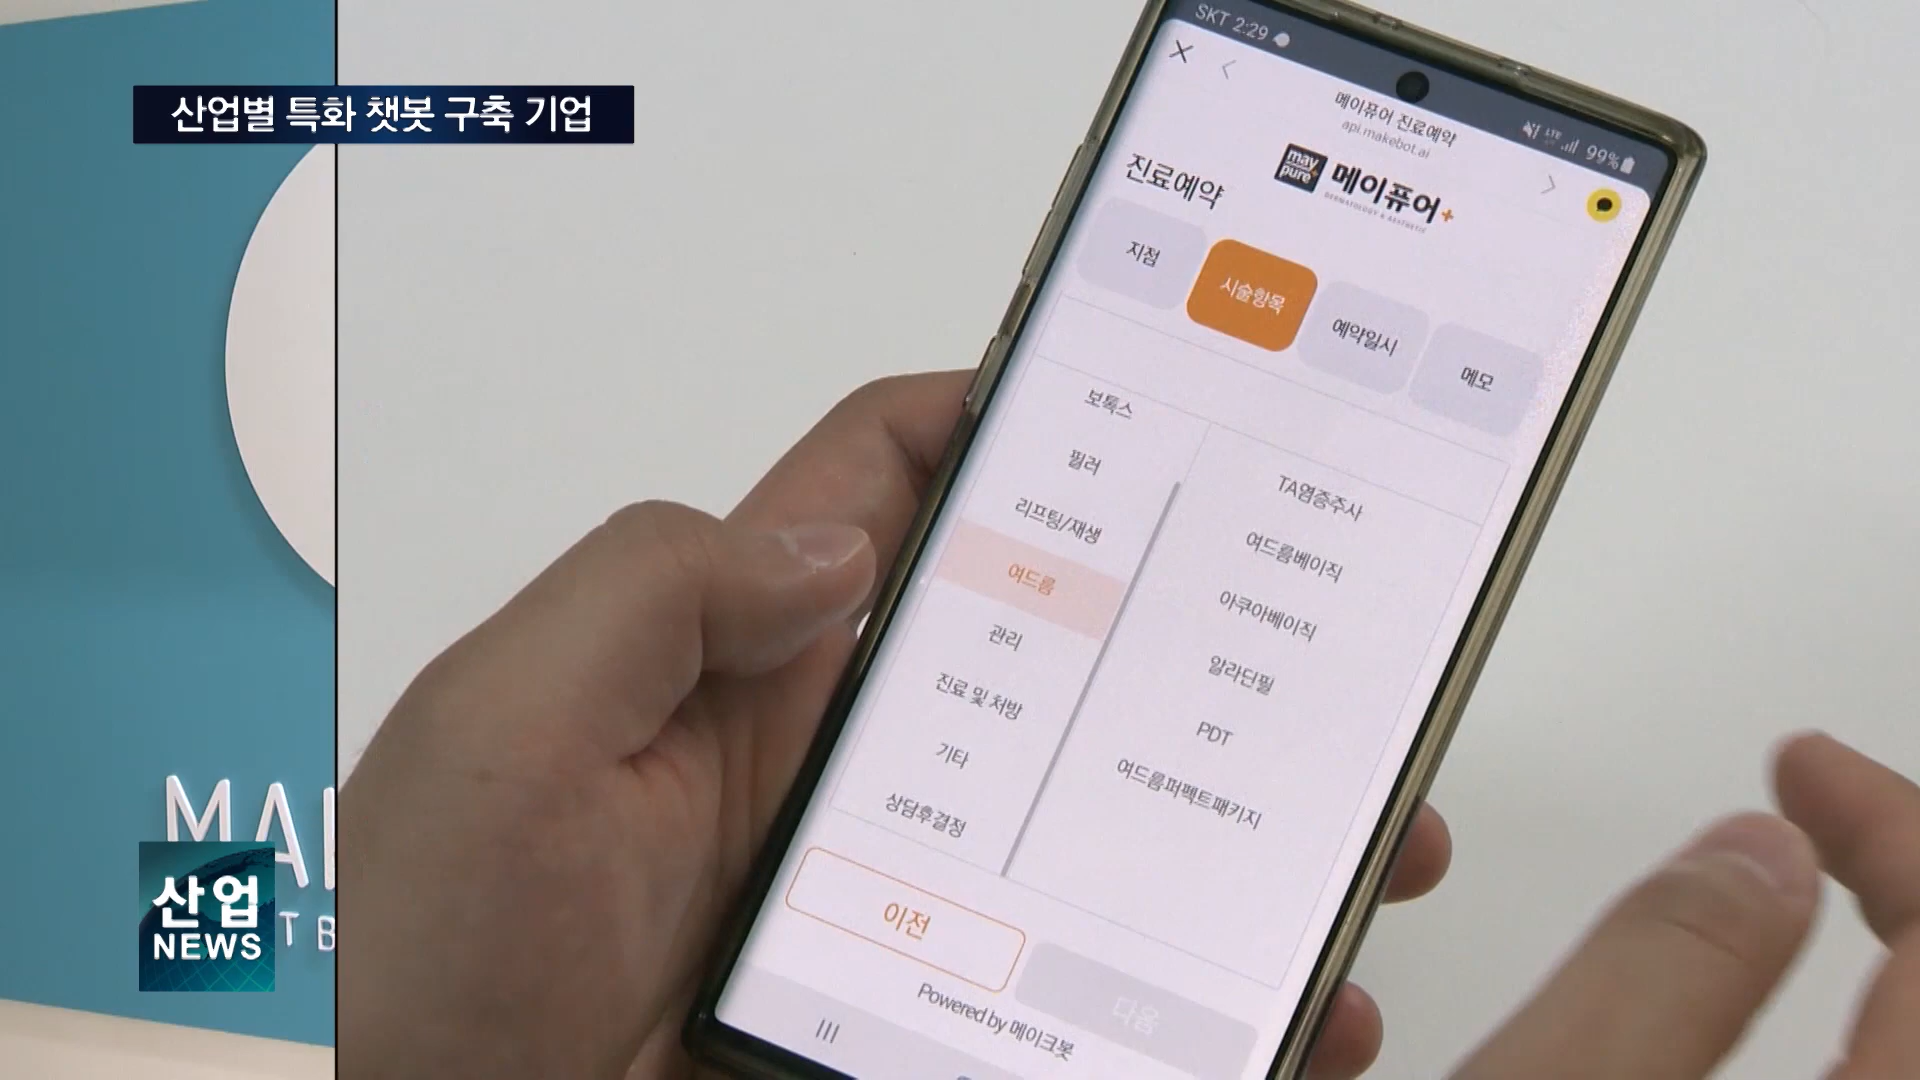 산업별 특화 챗봇 구축 기업
SKT 2:29
LTE 99%
메이퓨어 진료예약
api.makebot.ai
may pure+
메이퓨어+
DERMATOLOGY & AESTHETIC
진료예약
지점
시술항목
예약일시
메모
보톡스
필러
리프팅/재생
여드름
관리
진료 및 처방
기타
상담후결정
TA염증주사
여드름베이직
아쿠아베이직
알라딘필
PDT
여드름퍼펙트패키지
이전
다음
Powered by 메이크봇
MA
T B
산업
NEWS